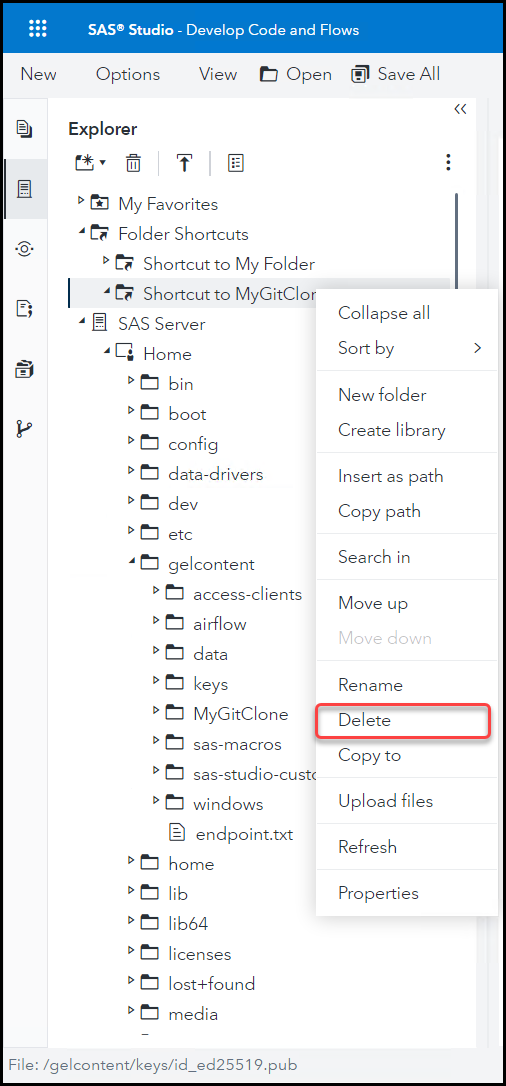 SAS® Studio - Develop Code and Flows
New Options View Open Save All
Explorer
My Favorites
Folder Shortcuts
Shortcut to My Folder
Shortcut to MyGitClon
SAS Server
Home
bin
boot
config
data-drivers
dev
etc
gelcontent
access-clients
airflow
data
keys
MyGitClone
sas-macros
sas-studio-custo
windows
endpoint.txt
home
lib
lib64
licenses
lost+found
media
Collapse all
Sort by
New folder
Create library
Insert as path
Copy path
Search in
Move up
Move down
Rename
Delete
Copy to
Upload files
Refresh
Properties
File: /gelcontent/keys/id_ed25519.pub